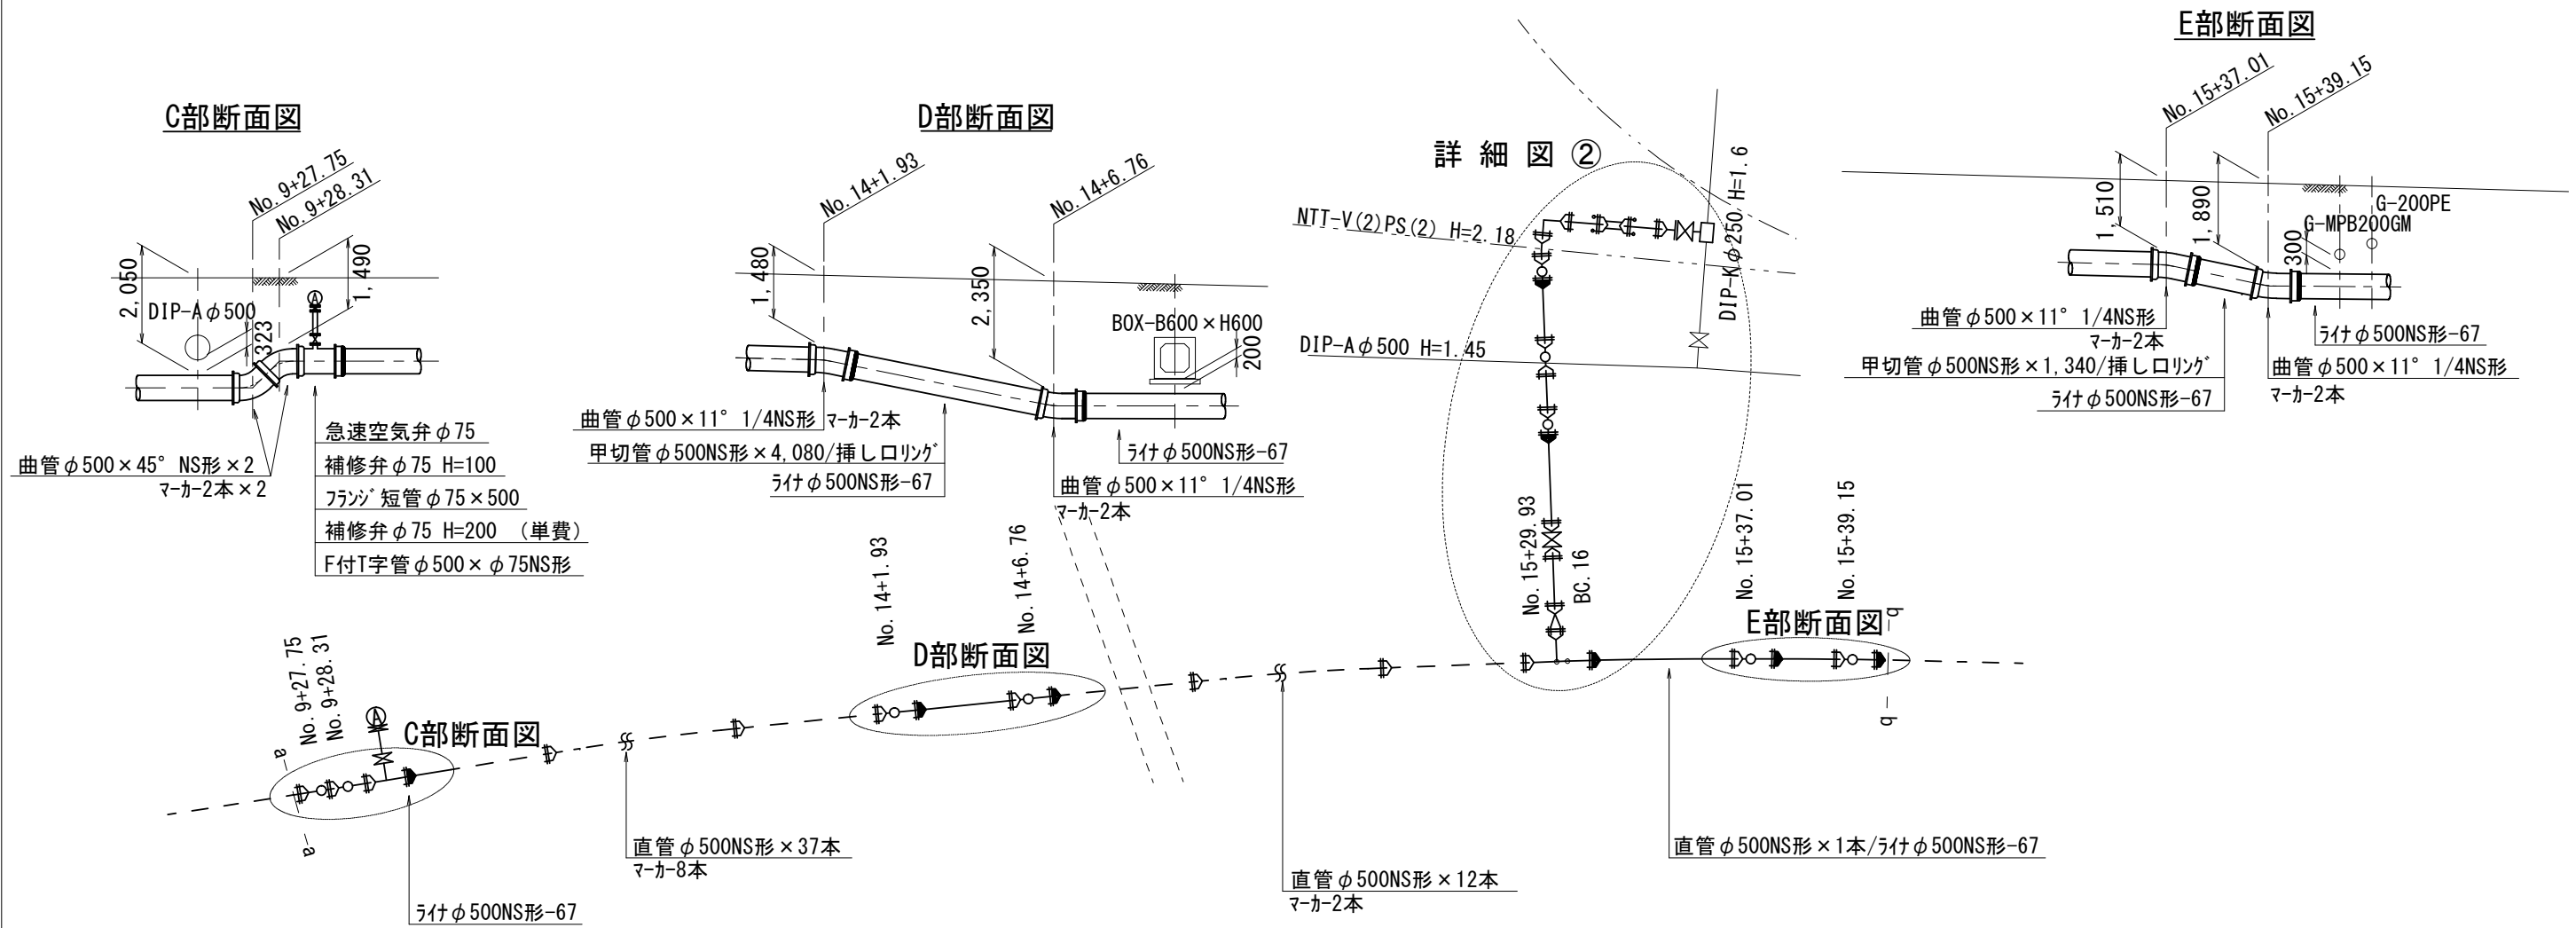 C部断面図
No.9+27.75
No.9+28.31
2,050
1,490
DIP-Aφ500
323
A
曲管φ500×45° NS形×2
ﾏｰｶｰ2本×2
急速空気弁φ75
補修弁φ75 H=100
ﾌﾗﾝｼﾞ短管φ75×500
補修弁φ75 H=200 (単費)
F付T字管φ500×φ75NS形
D部断面図
No.14+1.93
No.14+6.76
1,480
2,350
BOX-B600×H600
200
曲管φ500×11° 1/4NS形
ﾏｰｶｰ2本
甲切管φ500NS形×4,080/挿し口ﾘﾝｸﾞ
ﾗｲﾅφ500NS形-67
ﾗｲﾅφ500NS形-67
曲管φ500×11° 1/4NS形
ﾏｰｶｰ2本
詳細図②
NTT-V(2)PS(2) H=2.18
DIP-Kφ250 H=1.6
DIP-Aφ500 H=1.45
E部断面図
No.15+37.01
No.15+39.15
1,510
1,890
300
G-200PE
G-MPB200GM
曲管φ500×11° 1/4NS形
ﾏｰｶｰ2本
甲切管φ500NS形×1,340/挿し口ﾘﾝｸﾞ
ﾗｲﾅφ500NS形-67
ﾗｲﾅφ500NS形-67
曲管φ500×11° 1/4NS形
ﾏｰｶｰ2本
a
a
No.9+27.75
No.9+28.31
A
C部断面図
ﾗｲﾅφ500NS形-67
直管φ500NS形×37本
ﾏｰｶｰ8本
No.14+1.93
No.14+6.76
D部断面図
直管φ500NS形×12本
ﾏｰｶｰ2本
No.15+29.93
BC.16
No.15+37.01
No.15+39.15
E部断面図
b
b
直管φ500NS形×1本/ﾗｲﾅφ500NS形-67